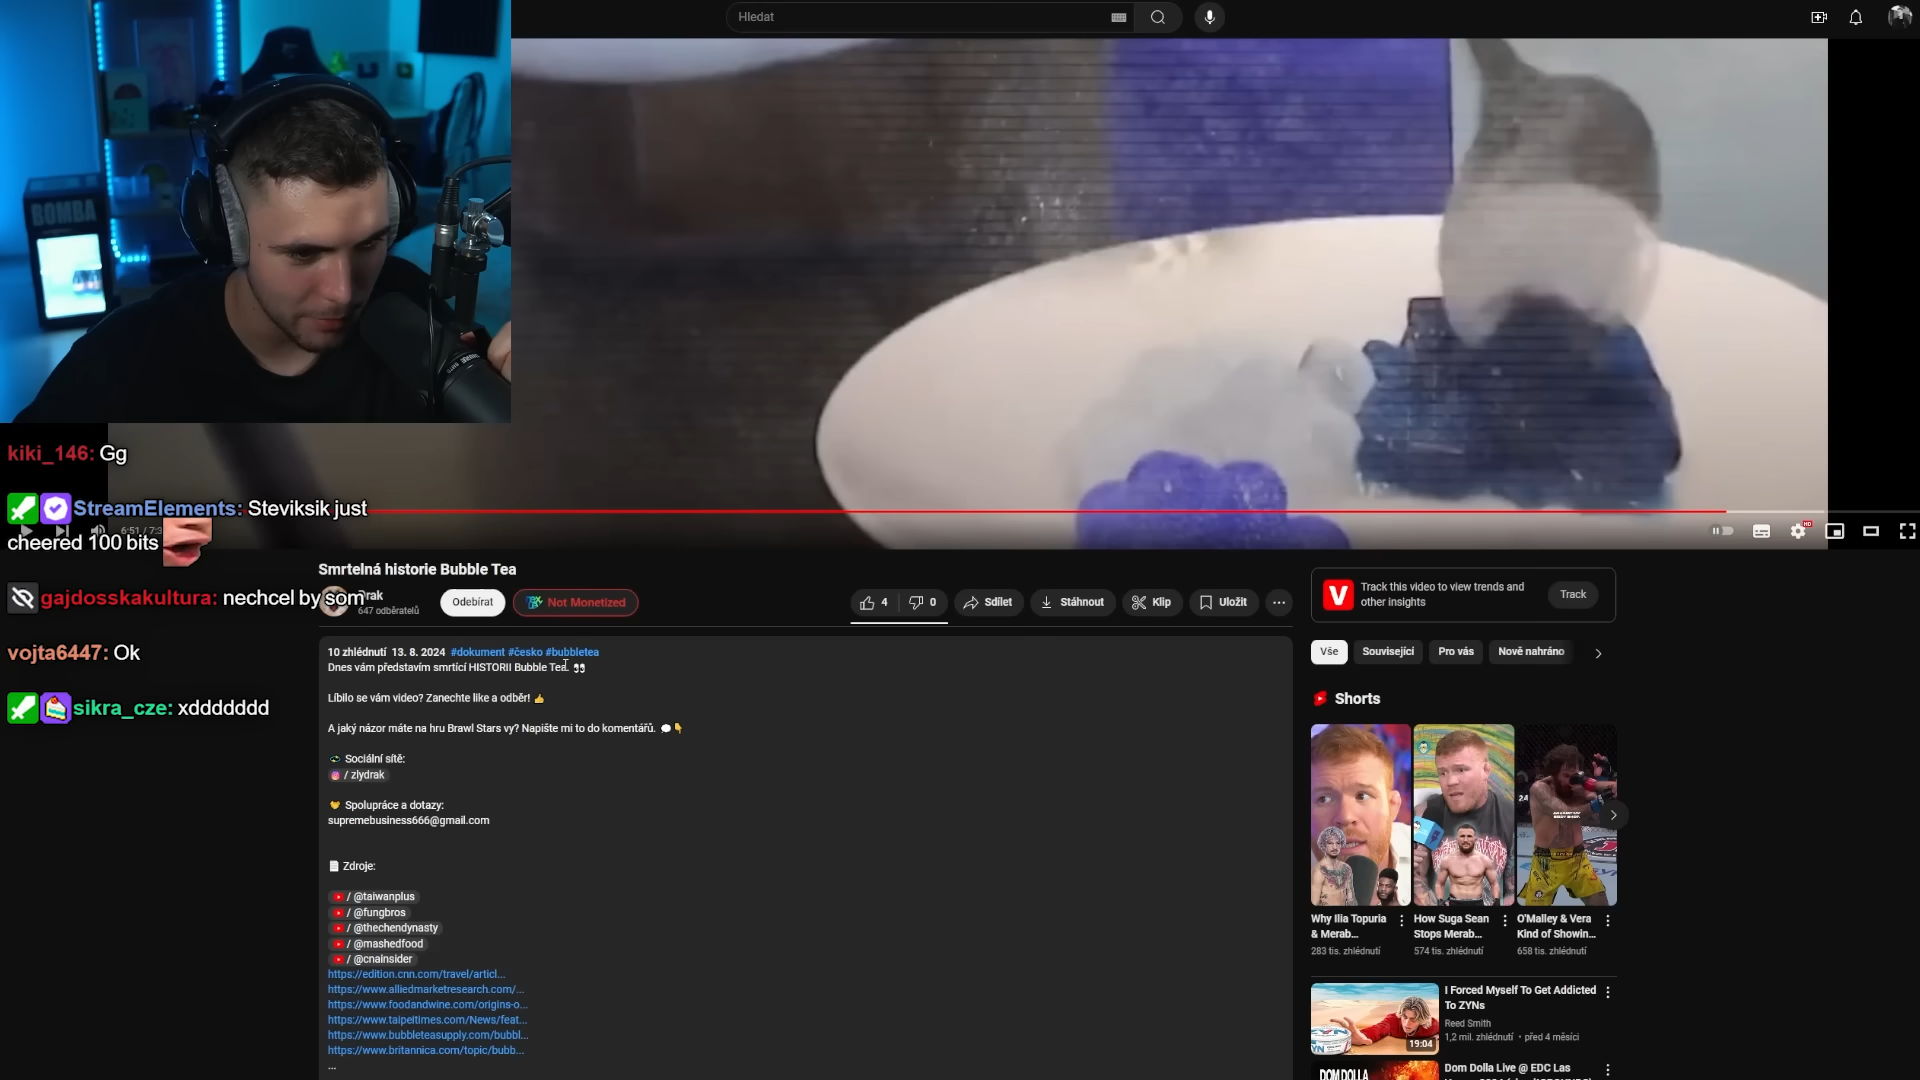 Hledat
BOMBA
kiki_146: Gg
StreamElements: Steviksik just
cheered 100 bits
6:51 / 7:3
gajdosskakultura: nechcel by som
vojta6447: Ok
sikra_cze: xddddddd
Smrtelná historie Bubble Tea
rak
647 odběratelů
Odebírat
Not Monetized
4
0
Sdílet
Stáhnout
Klip
Uložit
10 zhlédnutí 13. 8. 2024 #dokument #česko #bubbletea
Dnes vám představím smrtící HISTORII Bubble Tea. 👀
Líbilo se vám video? Zanechte like a odběr! 👍
A jaký názor máte na hru Brawl Stars vy? Napište mi to do komentářů. 💭👇
Sociální sítě:
/ zlydrak
Spolupráce a dotazy:
supremebusiness666@gmail.com
Zdroje:
/ @taiwanplus
/ @fungbros
/ @thechendynasty
/ @mashedfood
/ @cnainsider
https://edition.cnn.com/travel/articl...
https://www.alliedmarketresearch.com/...
https://www.foodandwine.com/origins-o...
https://www.taipeitimes.com/News/feat...
https://www.bubbleteasupply.com/bubbl...
https://www.britannica.com/topic/bubb...
...
Track this video to view trends and
other insights
Track
Vše
Související
Pro vás
Nově nahráno
Shorts
Why Ilia Topuria
& Merab...
283 tis. zhlédnutí
How Suga Sean
Stops Merab...
574 tis. zhlédnutí
O'Malley & Vera
Kind of Showin...
658 tis. zhlédnutí
I Forced Myself To Get Addicted
To ZYNs
Reed Smith
1,2 mil. zhlédnutí • před 4 měsíci
19:04
DOM DOLLA
Dom Dolla Live @ EDC Las